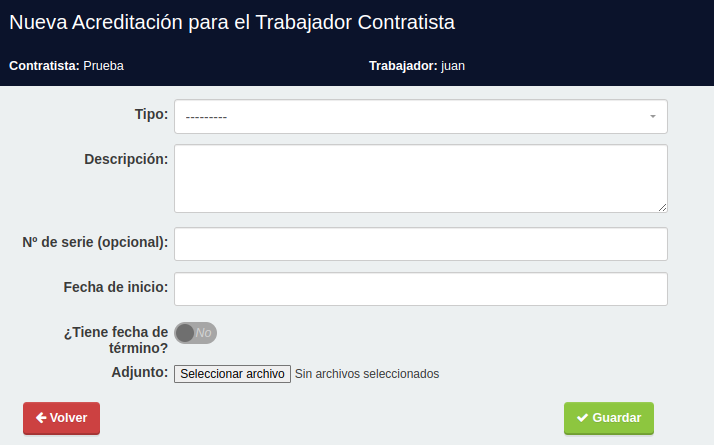 Nueva Acreditación para el Trabajador Contratista
Contratista: Prueba Trabajador: juan
Tipo: ---------
Descripción:
Nº de serie (opcional):
Fecha de inicio:
¿Tiene fecha de
término?
No
Adjunto: Seleccionar archivo Sin archivos seleccionados
Volver Guardar